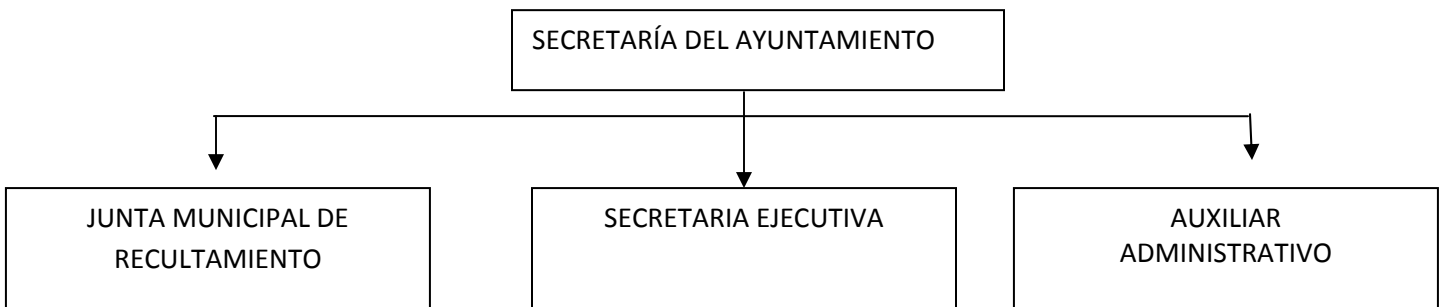 SECRETARÍA DEL AYUNTAMIENTO
JUNTA MUNICIPAL DE
RECULTAMIENTO
SECRETARIA EJECUTIVA
AUXILIAR
ADMINISTRATIVO